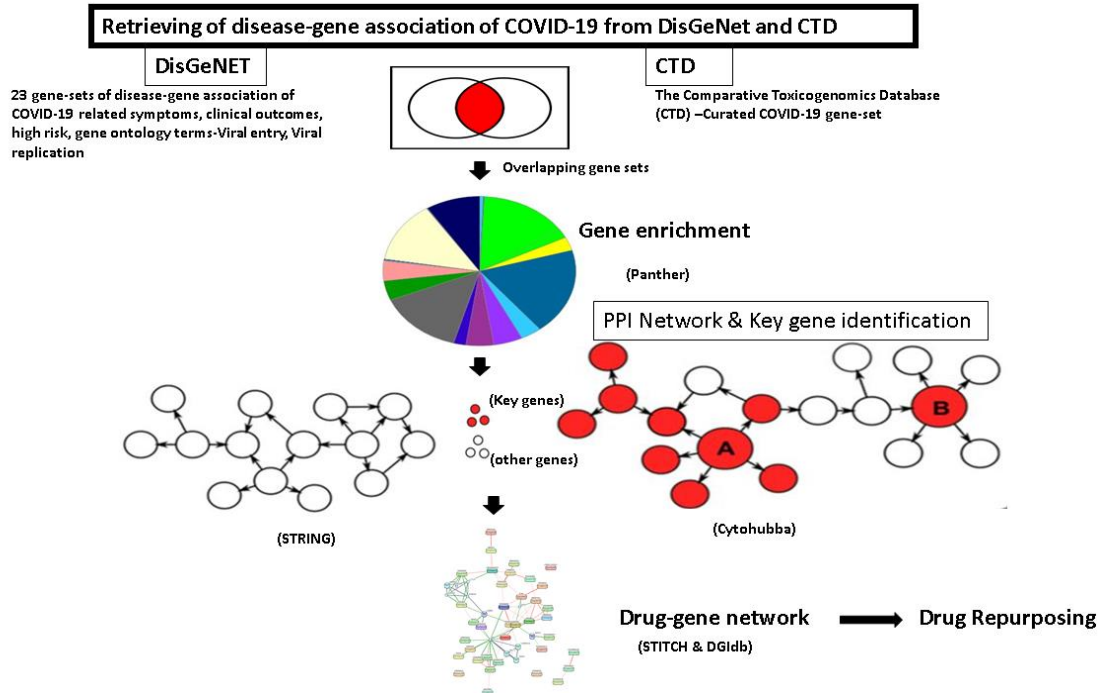 Retrieving of disease-gene association of COVID-19 from DisGeNet and CTD
DisGeNET
23 gene-sets of disease-gene association of
COVID-19 related symptoms, clinical outcomes,
high risk, gene ontology terms-Viral entry, Viral
replication
CTD
The Comparative Toxicogenomics Database
(CTD) –Curated COVID-19 gene-set
Overlapping gene sets
Gene enrichment
(Panther)
PPI Network & Key gene identification
(Key genes)
(other genes)
A
B
(STRING)
(Cytohubba)
Drug-gene network
Drug Repurposing
(STITCH & DGIdb)